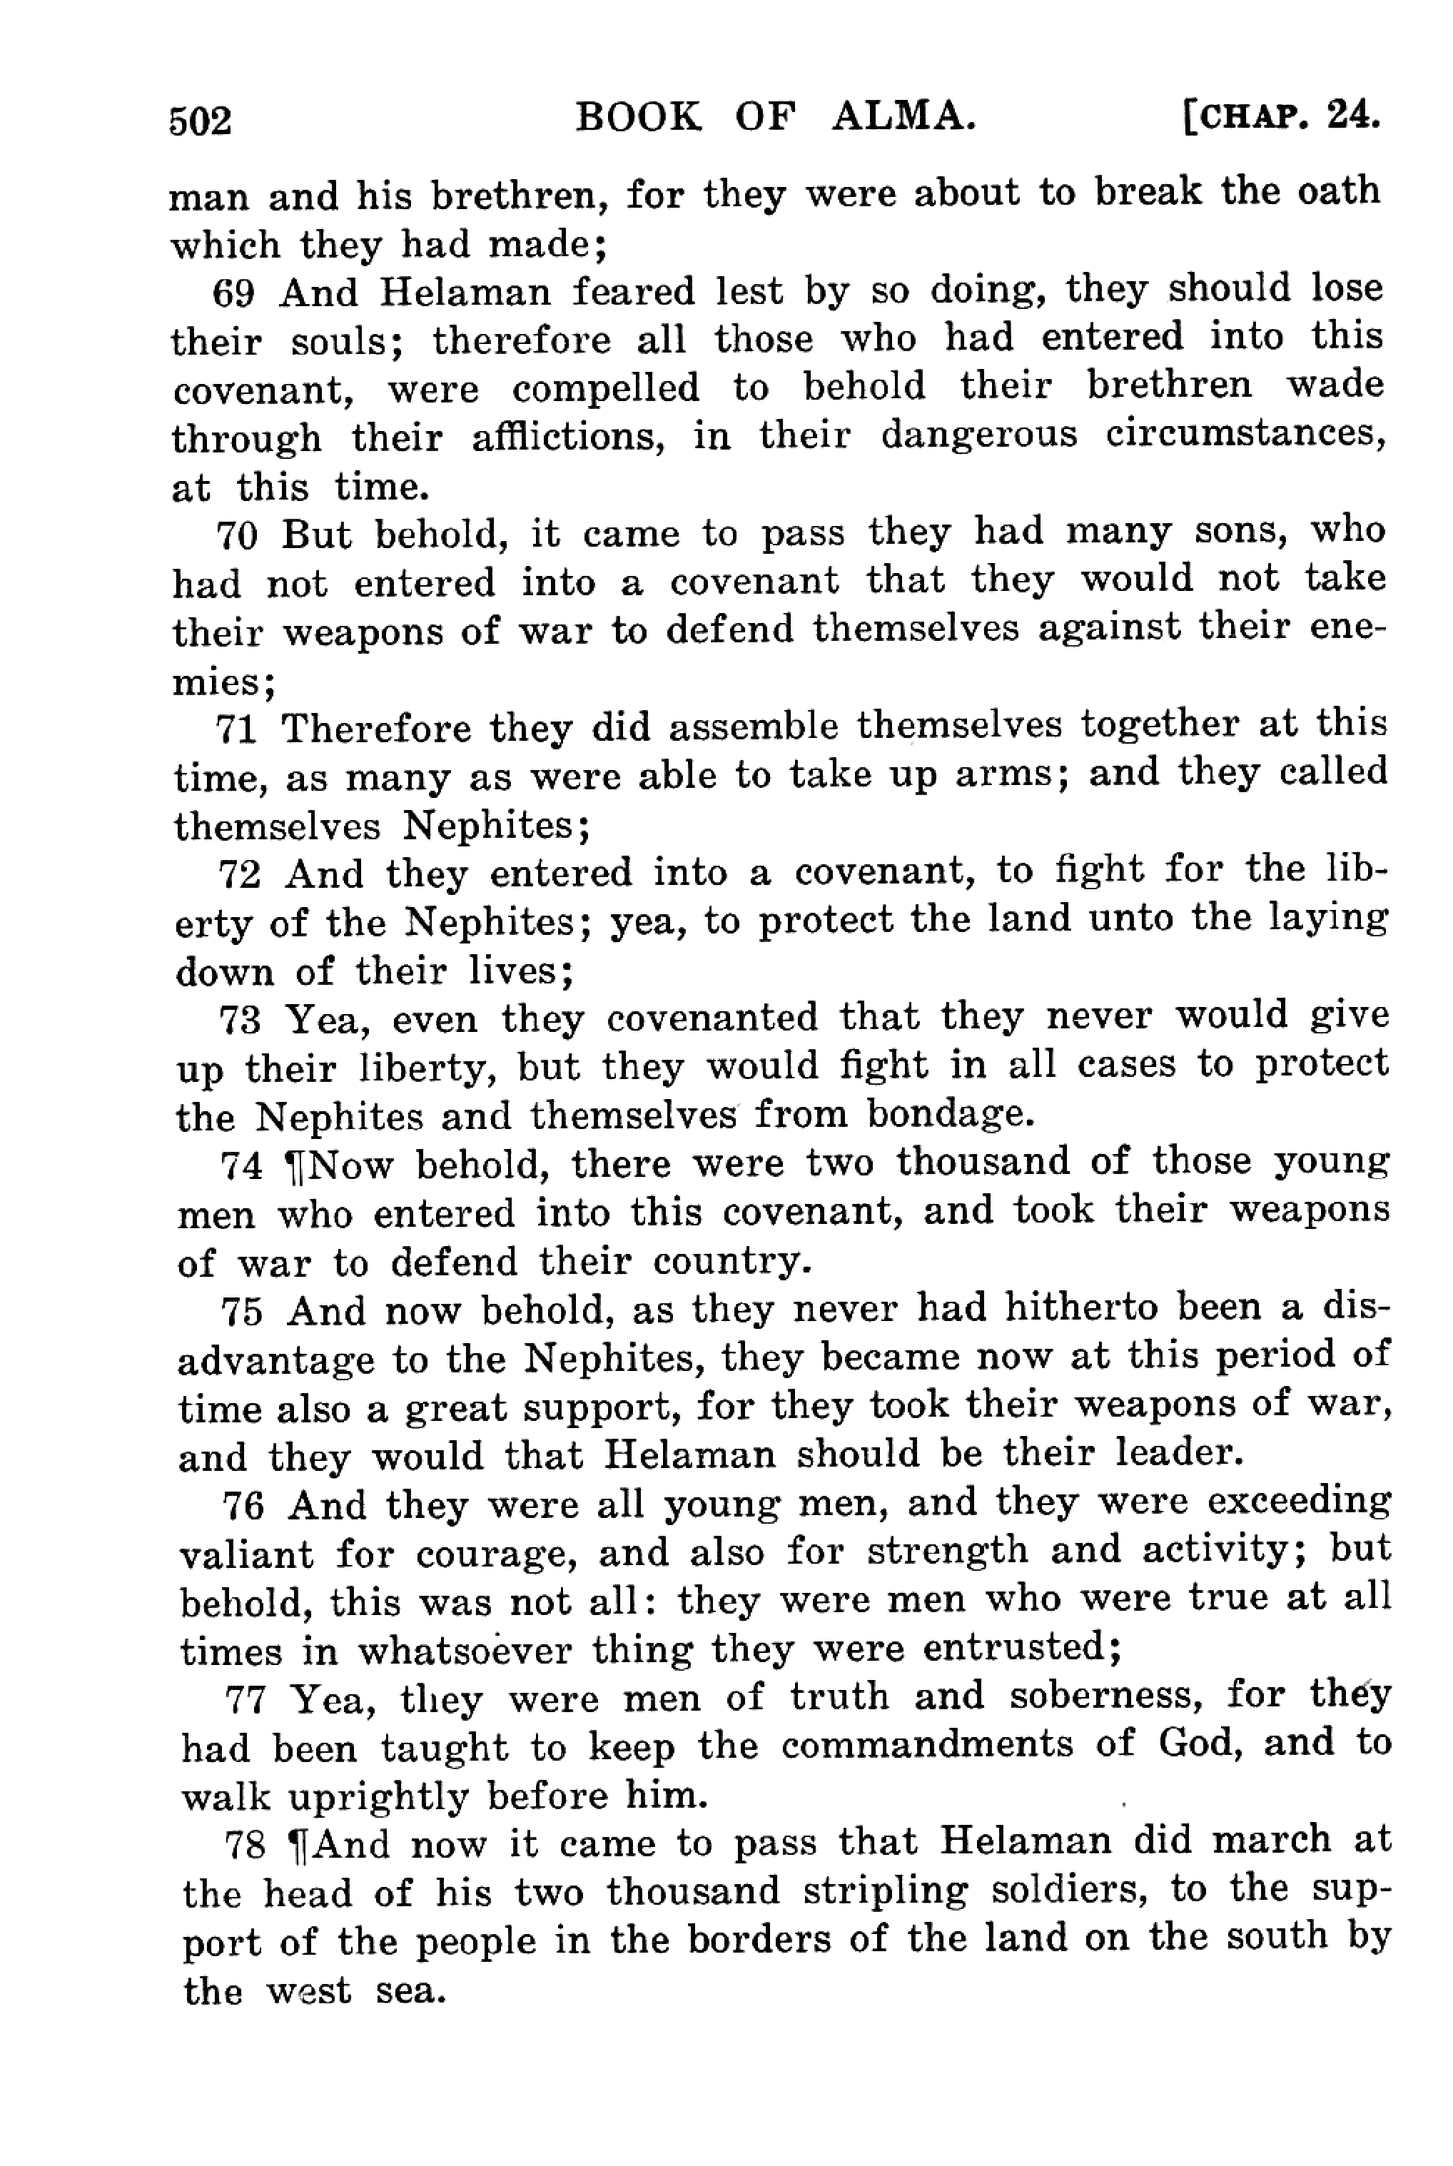 502 BOOK OF ALMA. [CHAP. 24.
man and his brethren, for they were about to break the oath
which they had made;
69 And Helaman feared lest by so doing, they should lose
their souls; therefore all those who had entered into this
covenant, were compelled to behold their brethren wade
through their afflictions, in their dangerous circumstances,
at this time.
70 But behold, it came to pass they had many sons, who
had not entered into a covenant that they would not take
their weapons of war to defend themselves against their ene-
mies;
71 Therefore they did assemble themselves together at this
time, as many as were able to take up arms; and they called
themselves Nephites;
72 And they entered into a covenant, to fight for the lib-
erty of the Nephites; yea, to protect the land unto the laying
down of their lives;
73 Yea, even they covenanted that they never would give
up their liberty, but they would fight in all cases to protect
the Nephites and themselves from bondage.
74 ¶Now behold, there were two thousand of those young
men who entered into this covenant, and took their weapons
of war to defend their country.
75 And now behold, as they never had hitherto been a dis-
advantage to the Nephites, they became now at this period of
time also a great support, for they took their weapons of war,
and they would that Helaman should be their leader.
76 And they were all young men, and they were exceeding
valiant for courage, and also for strength and activity; but
behold, this was not all: they were men who were true at all
times in whatsoever thing they were entrusted;
77 Yea, they were men of truth and soberness, for they
had been taught to keep the commandments of God, and to
walk uprightly before him.
78 ¶And now it came to pass that Helaman did march at
the head of his two thousand stripling soldiers, to the sup-
port of the people in the borders of the land on the south by
the west sea.